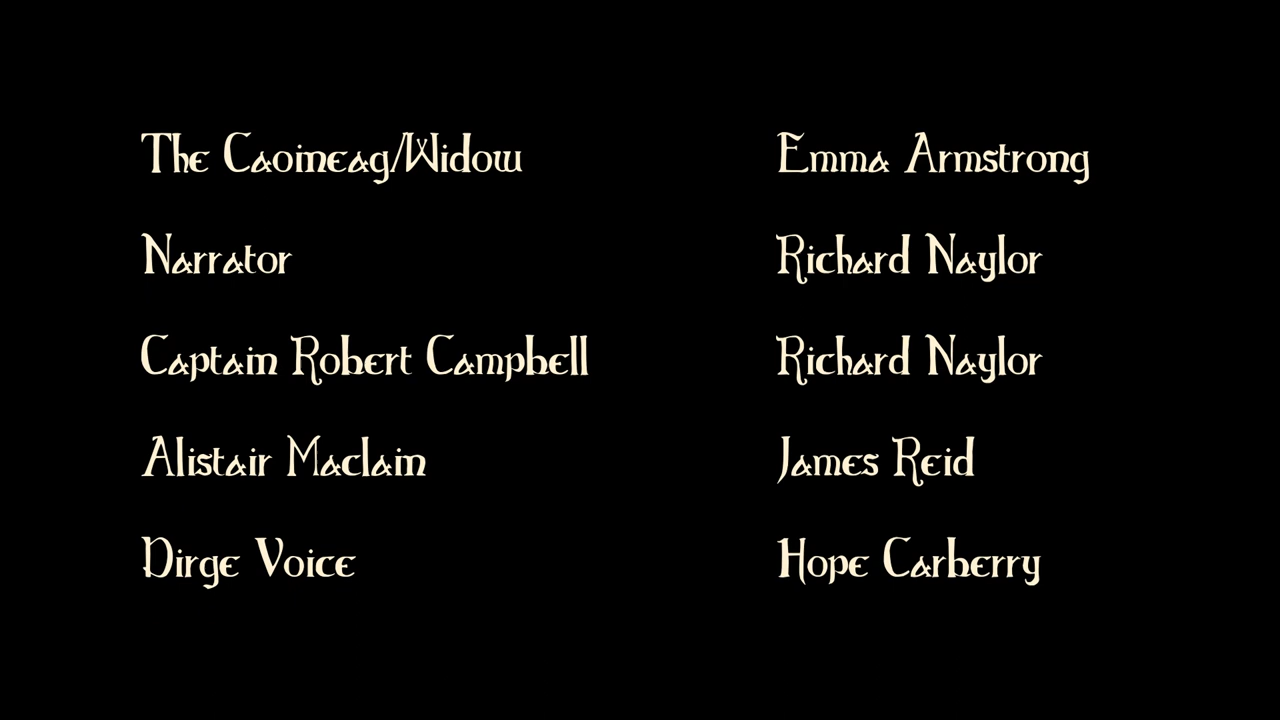 The Caoineag/Widow Emma Armstrong
Narrator Richard Naylor
Captain Robert Campbell Richard Naylor
Alistair Maclain James Reid
Dirge Voice Hope Carberry